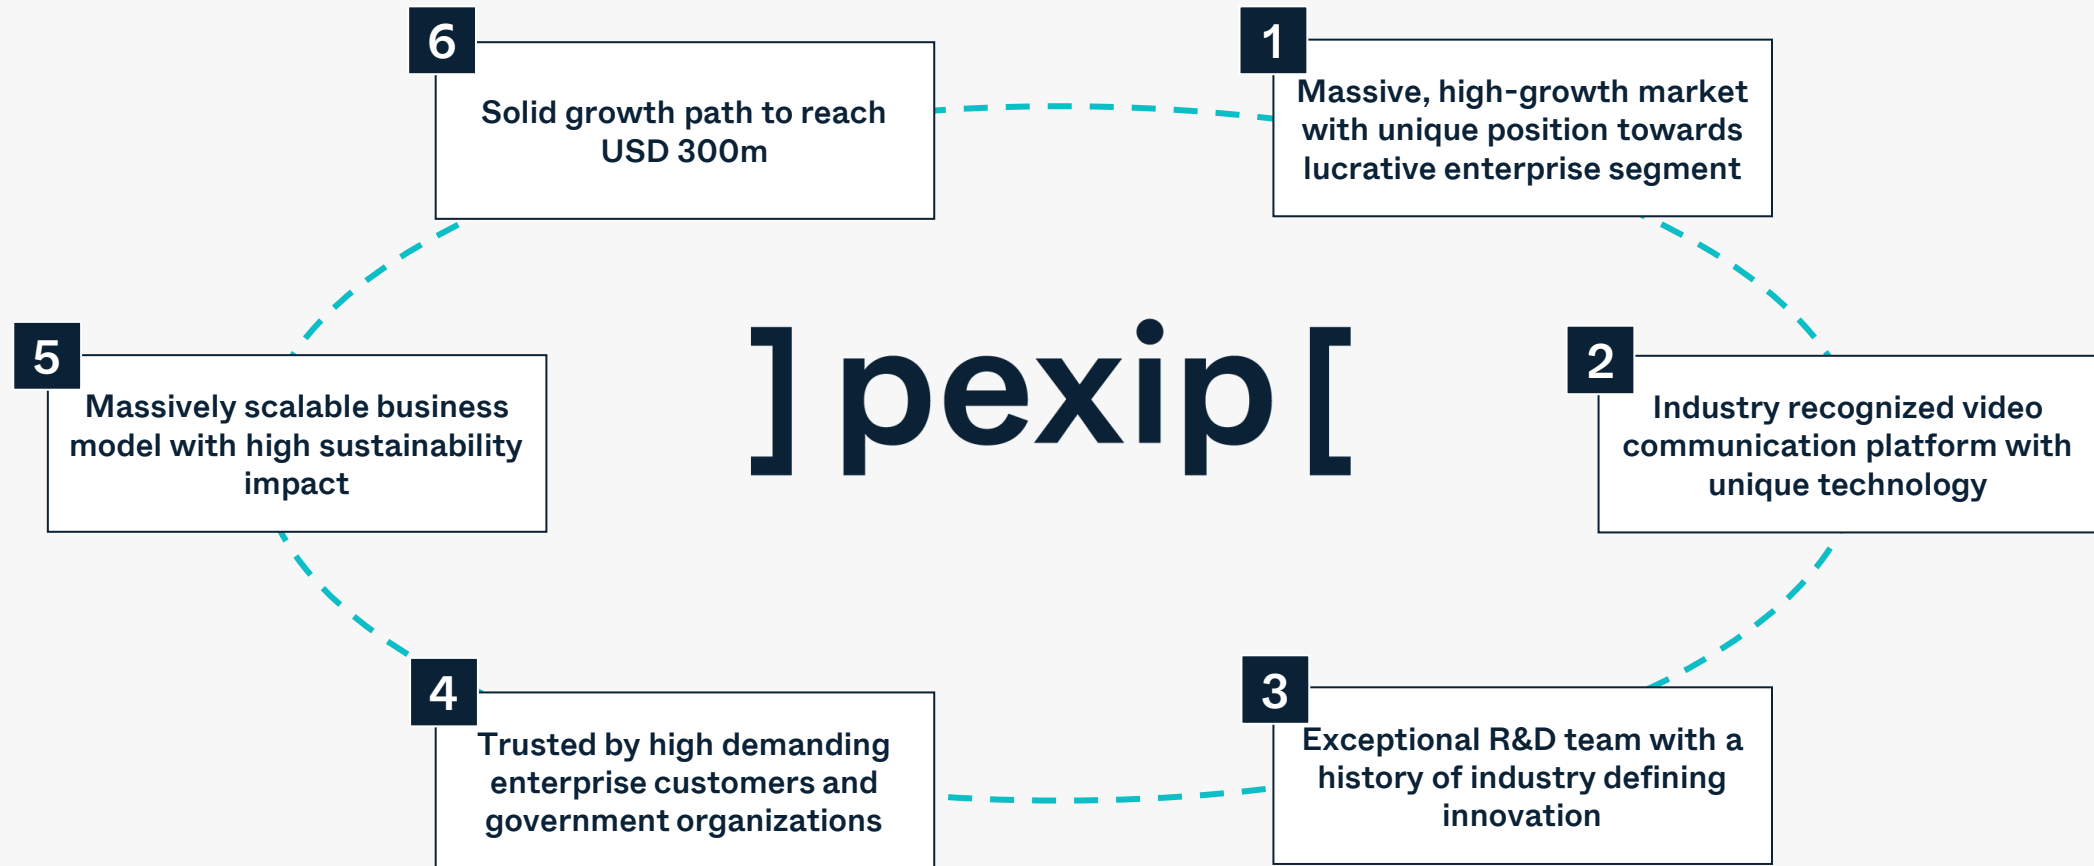 1
Massive, high-growth market
with unique position towards
lucrative enterprise segment
2
Industry recognized video
communication platform with
unique technology
3
Exceptional R&D team with a
history of industry defining
innovation
4
Trusted by high demanding
enterprise customers and
government organizations
5
Massively scalable business
model with high sustainability
impact
6
Solid growth path to reach
USD 300m
]pexip[